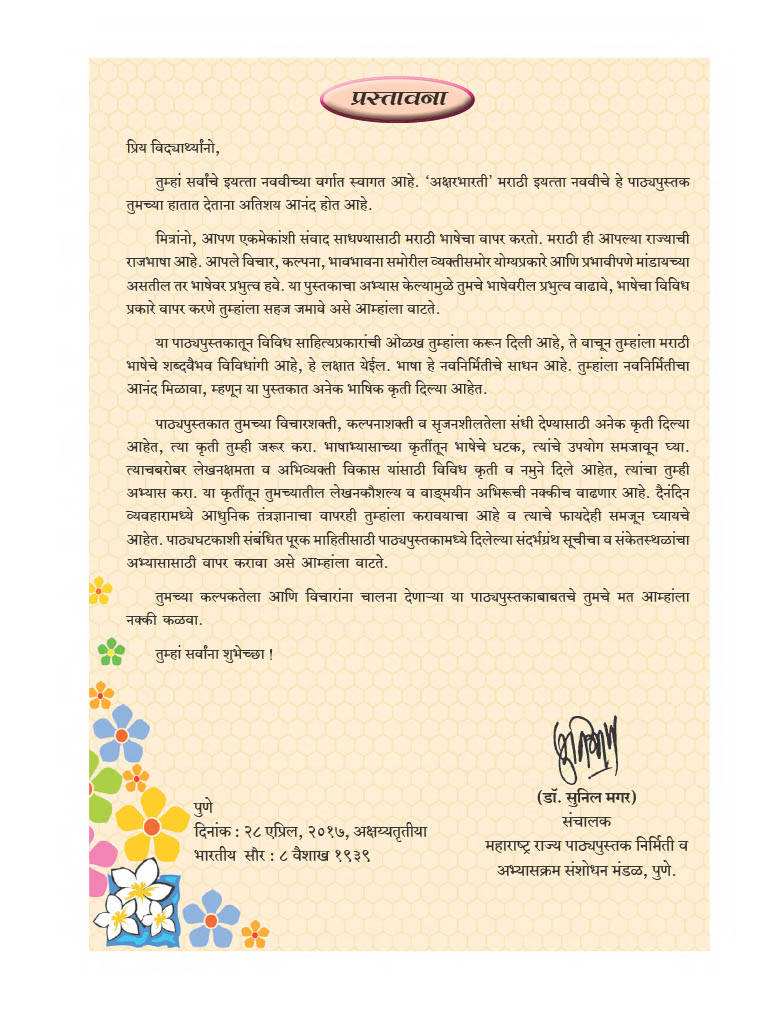 प्रस्तावना
प्रिय विद्यार्थ्यांनो,
तुम्हां सर्वांचे इयत्ता नववीच्या वर्गात स्वागत आहे. ‘अक्षरभारती’ मराठी इयत्ता नववीचे हे पाठ्यपुस्तक
तुमच्या हातात देताना अतिशय आनंद होत आहे.
मित्रांनो, आपण एकमेकांशी संवाद साधण्यासाठी मराठी भाषेचा वापर करतो. मराठी ही आपल्या राज्याची
राजभाषा आहे. आपले विचार, कल्पना, भावभावना समोरील व्यक्तीसमोर योग्यप्रकारे आणि प्रभावीपणे मांडायच्या
असतील तर भाषेवर प्रभुत्व हवे. या पुस्तकाचा अभ्यास केल्यामुळे तुमचे भाषेवरील प्रभुत्व वाढावे, भाषेचा विविध
प्रकारे वापर करणे तुम्हांला सहज जमावे असे आम्हांला वाटते.
या पाठ्यपुस्तकातून विविध साहित्यप्रकारांची ओळख तुम्हांला करून दिली आहे, ते वाचून तुम्हांला मराठी
भाषेचे शब्दवैभव विविधांगी आहे, हे लक्षात येईल. भाषा हे नवनिर्मितीचे साधन आहे. तुम्हांला नवनिर्मितीचा
आनंद मिळावा, म्हणून या पुस्तकात अनेक भाषिक कृती दिल्या आहेत.
पाठ्यपुस्तकात तुमच्या विचारशक्ती, कल्पनाशक्ती व सृजनशीलतेला संधी देण्यासाठी अनेक कृती दिल्या
आहेत, त्या कृती तुम्ही जरूर करा. भाषाभ्यासाच्या कृतींतून भाषेचे घटक, त्यांचे उपयोग समजावून घ्या.
त्याचबरोबर लेखनक्षमता व अभिव्यक्ती विकास यांसाठी विविध कृती व नमुने दिले आहेत, त्यांचा तुम्ही
अभ्यास करा. या कृतींतून तुमच्यातील लेखनकौशल्य व वाङ्मयीन अभिरूची नक्कीच वाढणार आहे. दैनंदिन
व्यवहारामध्ये आधुनिक तंत्रज्ञानाचा वापरही तुम्हांला करावयाचा आहे व त्याचे फायदेही समजून घ्यायचे
आहेत. पाठ्यघटकाशी संबंधित पूरक माहितीसाठी पाठ्यपुस्तकामध्ये दिलेल्या संदर्भग्रंथ सूचीचा व संकेतस्थळांचा
अभ्यासासाठी वापर करावा असे आम्हांला वाटते.
तुमच्या कल्पकतेला आणि विचारांना चालना देणाऱ्या या पाठ्यपुस्तकाबाबतचे तुमचे मत आम्हांला
नक्की कळवा.
तुम्हां सर्वांना शुभेच्छा !
(डॉ. सुनिल मगर)
संचालक
महाराष्ट्र राज्य पाठ्यपुस्तक निर्मिती व
अभ्यासक्रम संशोधन मंडळ, पुणे.
पुणे
दिनांक : २८ एप्रिल, २०१७, अक्षय्यतृतीया
भारतीय सौर : ८ वैशाख १९३९